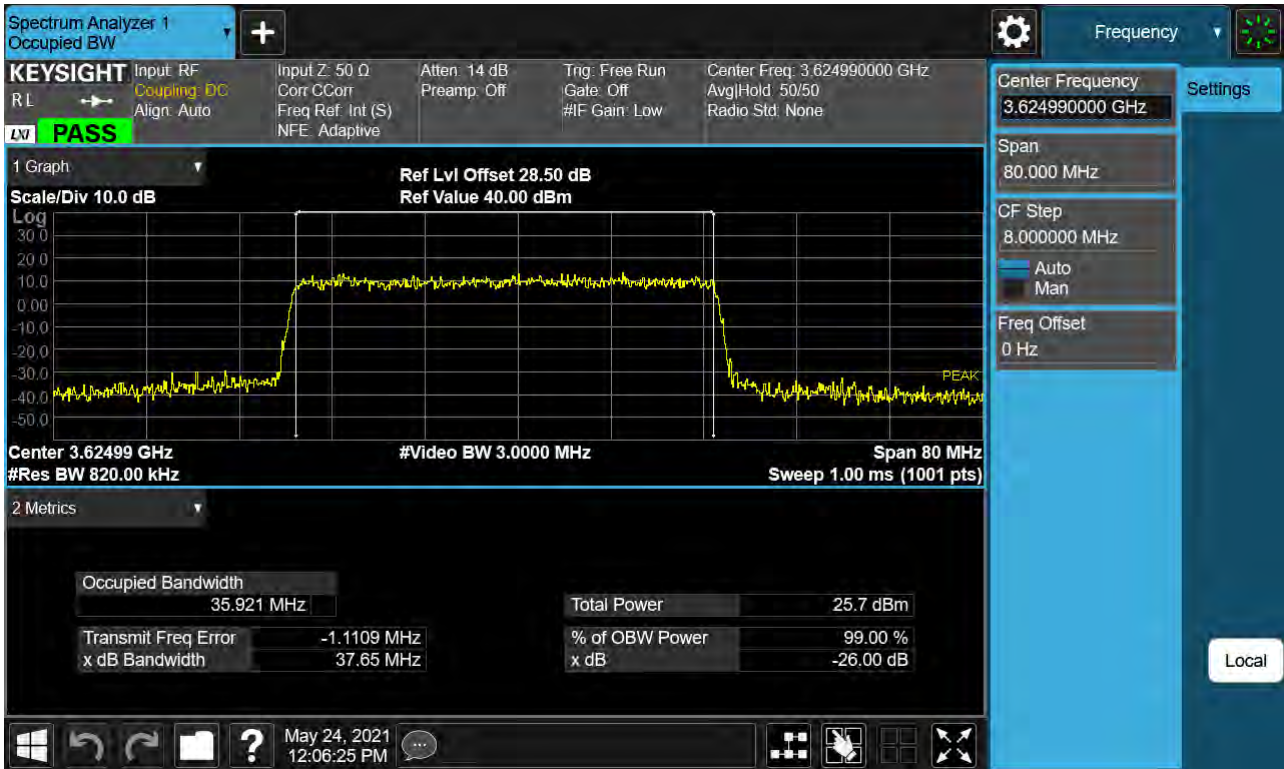 Spectrum Analyzer 1
Occupied BW
+
Frequency
KEYSIGHT
R L
LXI
PASS
Input: RF
Coupling: DC
Align: Auto
Input Z: 50 Ω
Corr CCorr
Freq Ref: Int (S)
NFE: Adaptive
Atten: 14 dB
Preamp: Off
Trig: Free Run
Gate: Off
#IF Gain: Low
Center Freq: 3.624990000 GHz
Avg|Hold: 50/50
Radio Std: None
Center Frequency
3.624990000 GHz
Settings
Span
80.000 MHz
CF Step
8.000000 MHz
Auto
Man
Freq Offset
0 Hz
Local
1 Graph
Scale/Div 10.0 dB
Ref Lvl Offset 28.50 dB
Ref Value 40.00 dBm
Log
30.0
20.0
10.0
0.00
-10.0
-20.0
-30.0
-40.0
-50.0
PEAK
Center 3.62499 GHz
#Video BW 3.0000 MHz
Span 80 MHz
#Res BW 820.00 kHz
Sweep 1.00 ms (1001 pts)
2 Metrics
Occupied Bandwidth
35.921 MHz
Total Power 25.7 dBm
Transmit Freq Error -1.1109 MHz
% of OBW Power 99.00 %
x dB Bandwidth 37.65 MHz
x dB -26.00 dB
?
May 24, 2021
12:06:25 PM